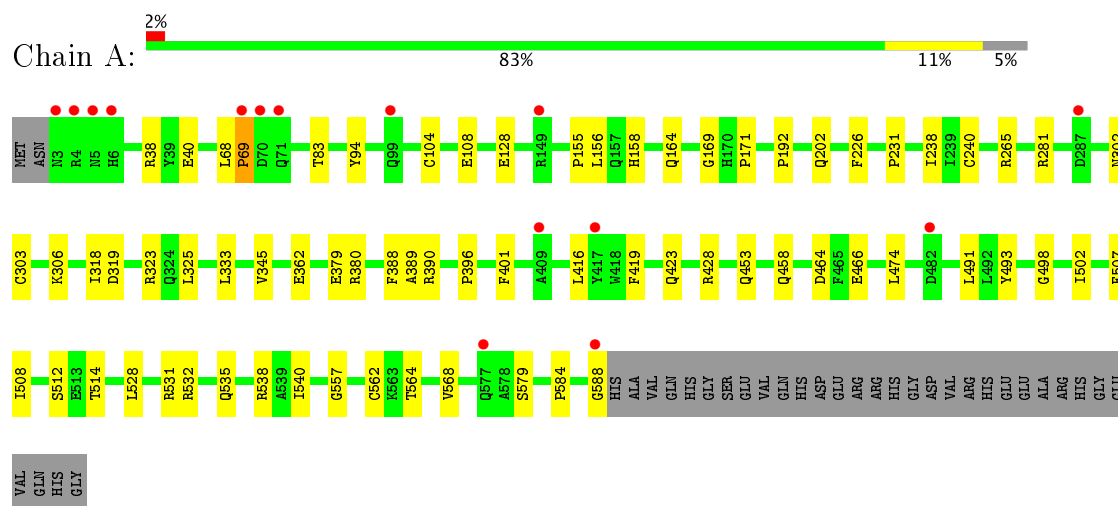 2%
Chain A:
83% 11% 5%
MET ASN N3 R4 N5 H6 R38 Y39 E40 L68 P69 D70 Q71 T83 Y94 Q99 C104 E108 E128 R149 P155 L156 Q157 H158 Q164 G169 H170 P171 P192 Q202 F226 P231 I238 I239 C240 R265 R281 D287 N302
C303 K306 I318 D319 R323 Q324 L325 L333 V345 E362 E379 R380 F388 A389 R390 P396 F401 A409 L416 Y417 W418 F419 Q423 R428 Q453 Q458 D464 F465 E466 L474 D482 L491 L492 Y493 G498 I502 E507
I508 S512 E513 T514 L528 R531 R532 Q535 R538 A539 I540 G557 C562 K563 T564 V568 Q577 A578 S579 P584 G588 HIS ALA VAL GLN HIS GLY SER GLU VAL GLN HIS ASP GLU ARG ARG HIS GLY ASP VAL ARG HIS GLU GLU ALA ARG HIS GLY
VAL GLN HIS GLY